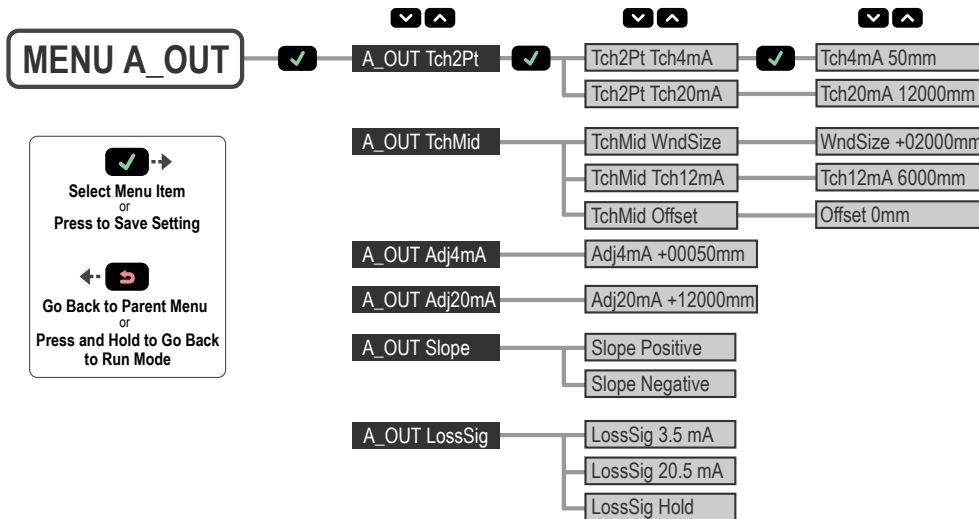 MENU A_OUT
A_OUT Tch2Pt
Tch2Pt Tch4mA
Tch4mA 50mm
Tch2Pt Tch20mA
Tch20mA 12000mm
A_OUT TchMid
TchMid WndSize
WndSize +02000mm
TchMid Tch12mA
Tch12mA 6000mm
TchMid Offset
Offset 0mm
A_OUT Adj4mA
Adj4mA +00050mm
A_OUT Adj20mA
Adj20mA +12000mm
A_OUT Slope
Slope Positive
Slope Negative
A_OUT LossSig
LossSig 3.5 mA
LossSig 20.5 mA
LossSig Hold
Select Menu Item
or
Press to Save Setting
Go Back to Parent Menu
or
Press and Hold to Go Back
to Run Mode